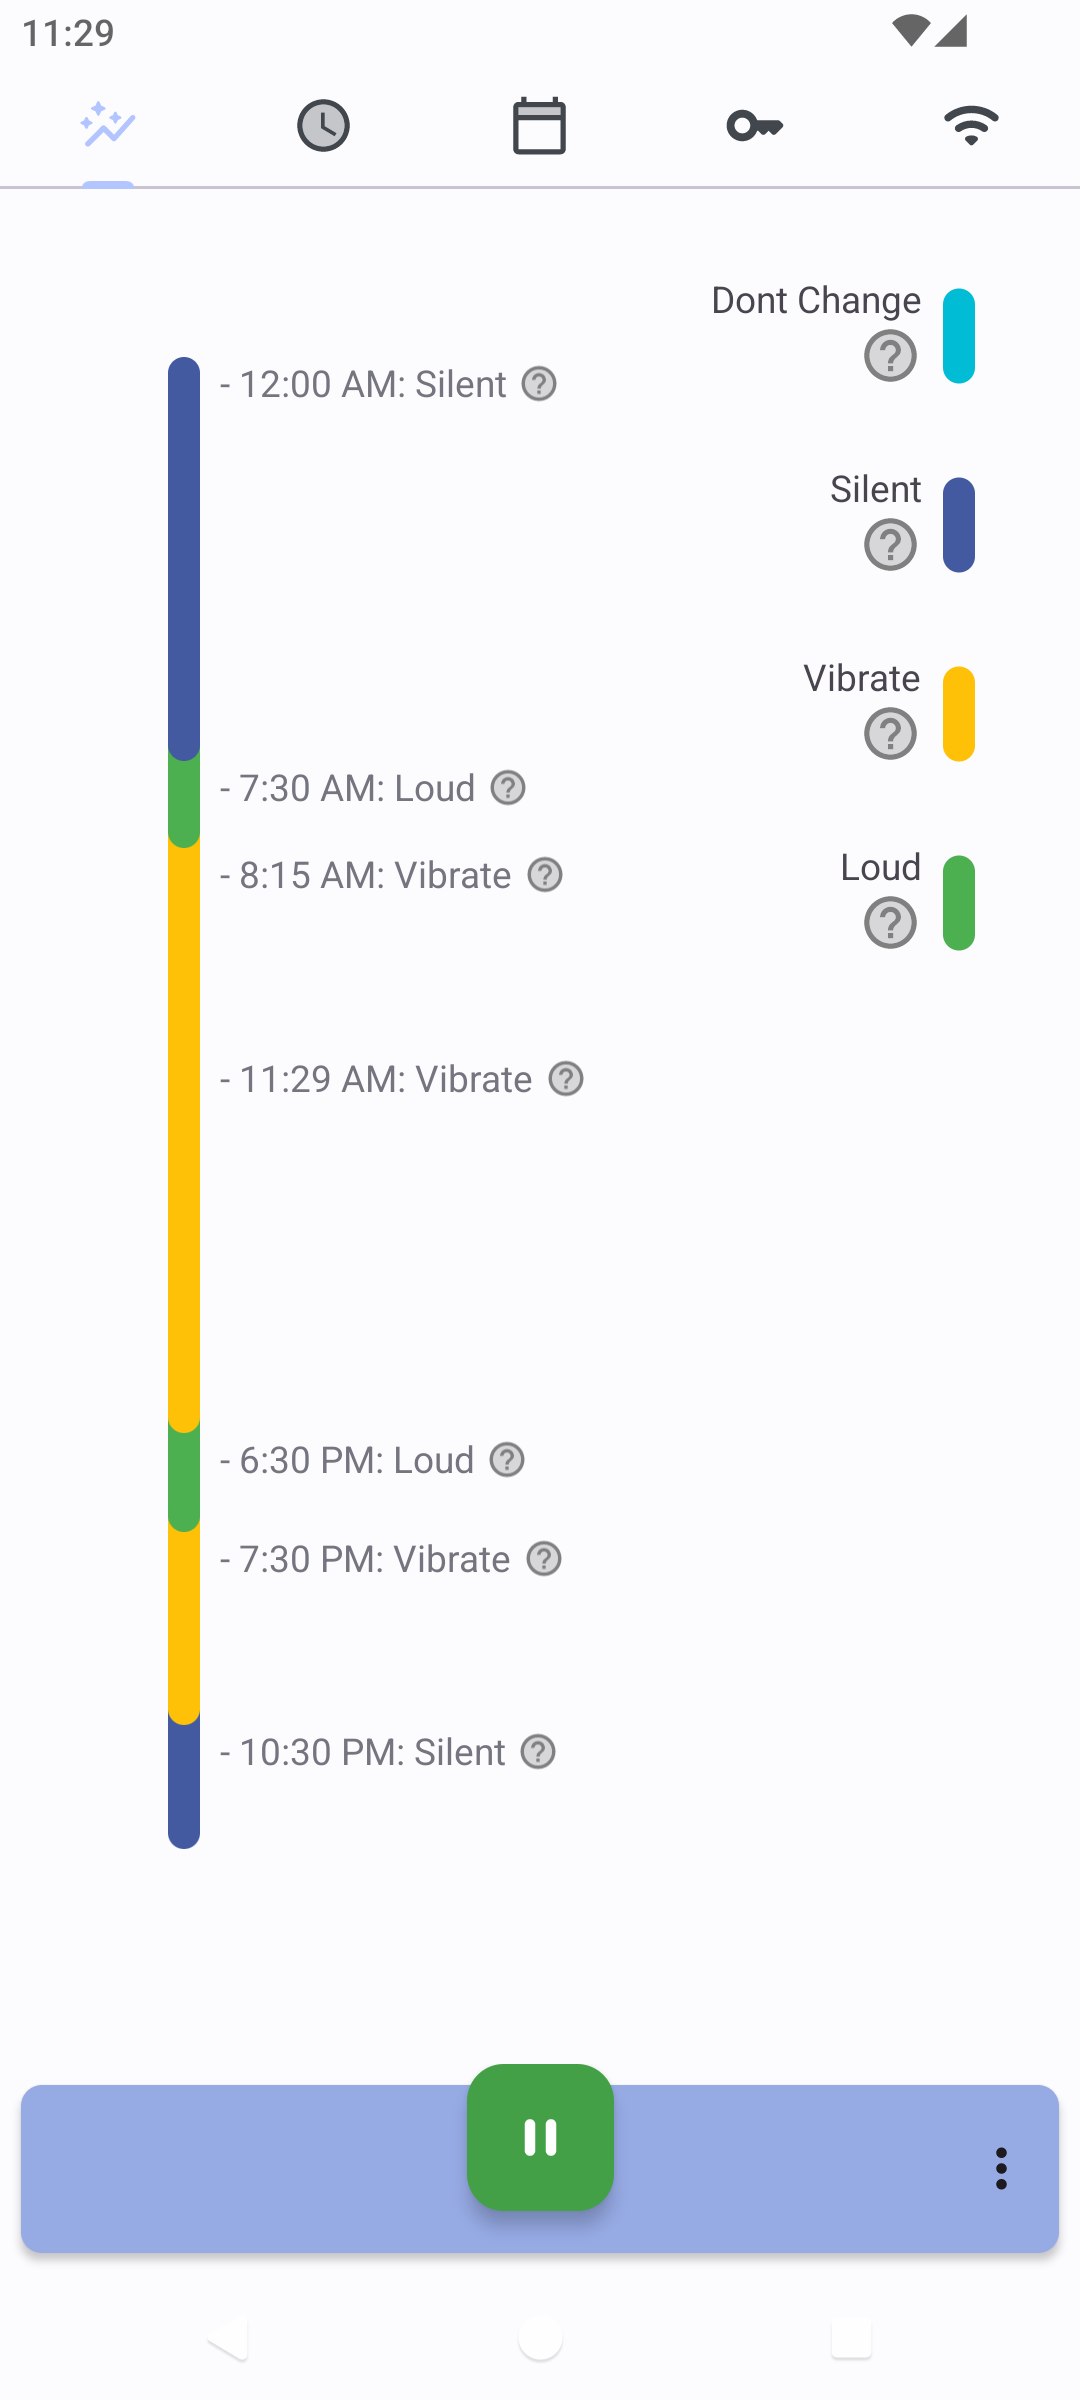 11:29
Dont Change
- 12:00 AM: Silent
Silent
Vibrate
- 7:30 AM: Loud
- 8:15 AM: Vibrate
Loud
- 11:29 AM: Vibrate
- 6:30 PM: Loud
- 7:30 PM: Vibrate
- 10:30 PM: Silent